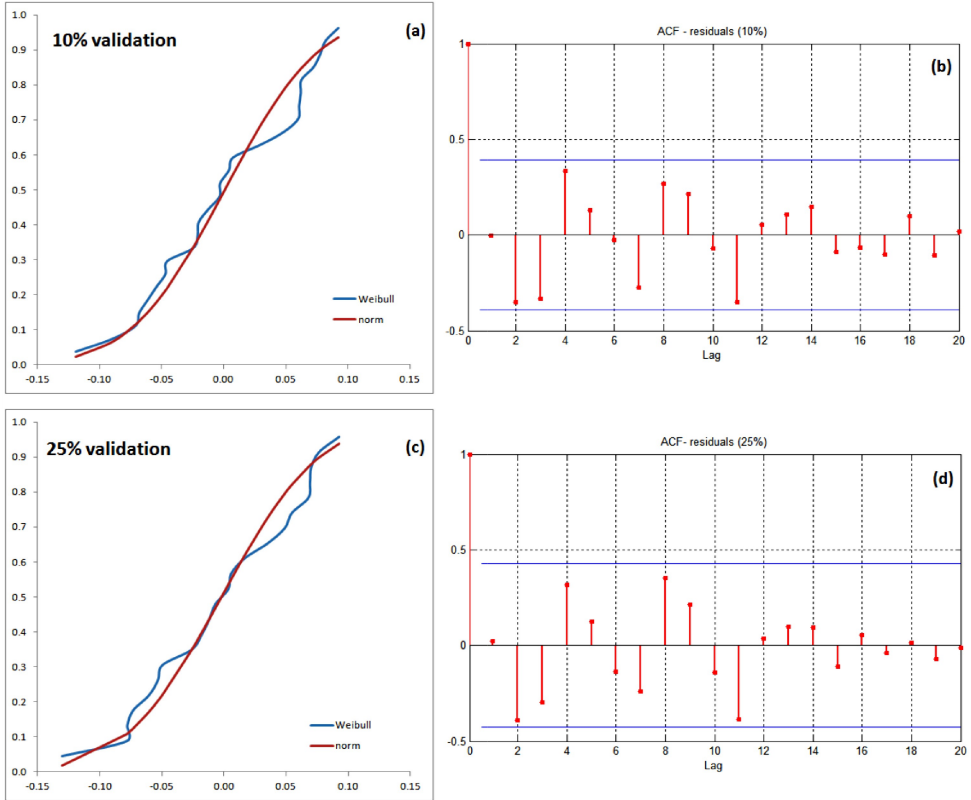 10% validation
(a)
1.0
0.9
0.8
0.7
0.6
0.5
0.4
0.3
0.2
0.1
0.0
-0.15 -0.10 -0.05 0.00 0.05 0.10 0.15
Weibull
norm
ACF - residuals (10%)
(b)
1
0.5
0
-0.5
0 2 4 6 8 10 12 14 16 18 20
Lag
25% validation
(c)
1.0
0.9
0.8
0.7
0.6
0.5
0.4
0.3
0.2
0.1
0.0
-0.15 -0.10 -0.05 0.00 0.05 0.10 0.15
Weibull
norm
ACF- residuals (25%)
(d)
1
0.5
0
-0.5
0 2 4 6 8 10 12 14 16 18 20
Lag